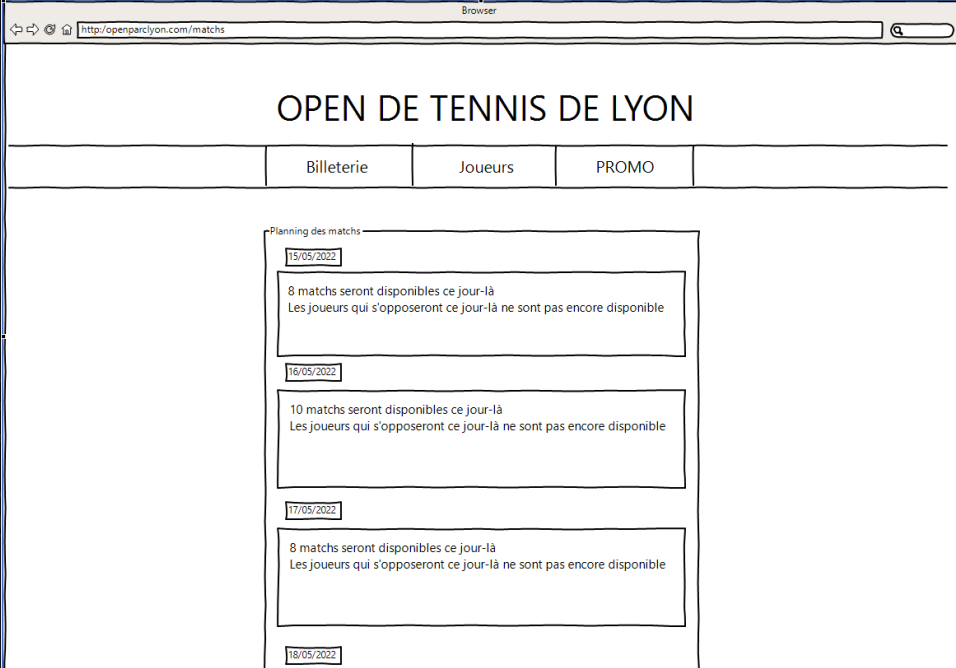 Browser
http:/openparclyon.com/matchs
OPEN DE TENNIS DE LYON
Billeterie
Joueurs
PROMO
Planning des matchs
15/05/2022
8 matchs seront disponibles ce jour-là
Les joueurs qui s'opposeront ce jour-là ne sont pas encore disponible
16/05/2022
10 matchs seront disponibles ce jour-là
Les joueurs qui s'opposeront ce jour-là ne sont pas encore disponible
17/05/2022
8 matchs seront disponibles ce jour-là
Les joueurs qui s'opposeront ce jour-là ne sont pas encore disponible
18/05/2022